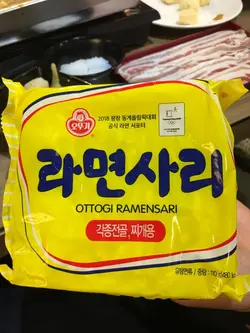 오뚜기
2018 평창 동계올림픽대회
공식 라면 서포터
라면사리
OTTOGI RAMENSARI
각종전골, 찌개용